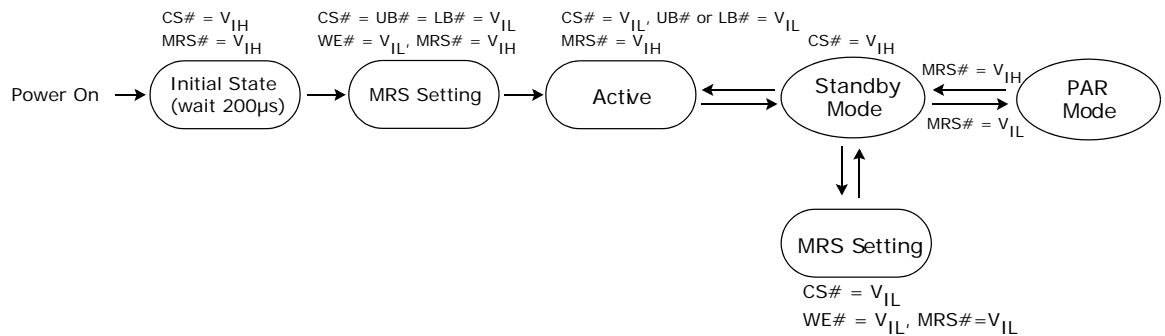 CS# = VIH
MRS# = VIH
CS# = UB# = LB# = VIL
WE# = VIL, MRS# = VIH
CS# = VIL, UB# or LB# = VIL
MRS# = VIH
CS# = VIH
Power On
Initial State
(wait 200µs)
MRS Setting
Active
Standby
Mode
MRS# = VIH
MRS# = VIL
PAR
Mode
MRS Setting
CS# = VIL
WE# = VIL, MRS#=VIL